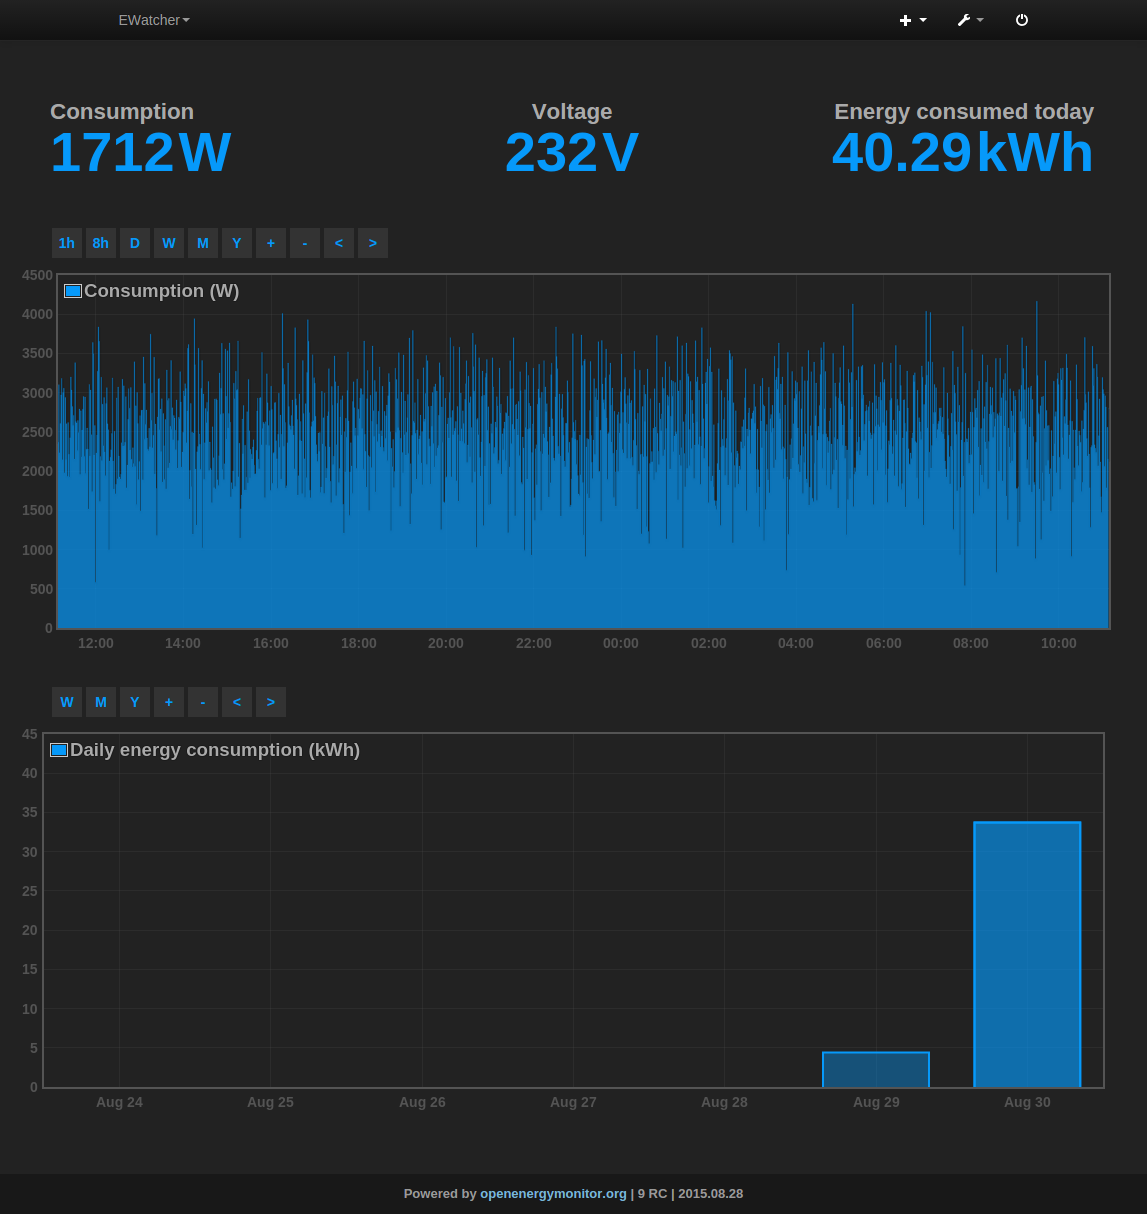 EWatcher
Consumption
1712 W
Voltage
232 V
Energy consumed today
40.29 kWh
1h 8h D W M Y + - < >
Consumption (W)
4500
4000
3500
3000
2500
2000
1500
1000
500
0
12:00 14:00 16:00 18:00 20:00 22:00 00:00 02:00 04:00 06:00 08:00 10:00
W M Y + - < >
Daily energy consumption (kWh)
45
40
35
30
25
20
15
10
5
0
Aug 24 Aug 25 Aug 26 Aug 27 Aug 28 Aug 29 Aug 30
Powered by openenergymonitor.org | 9 RC | 2015.08.28